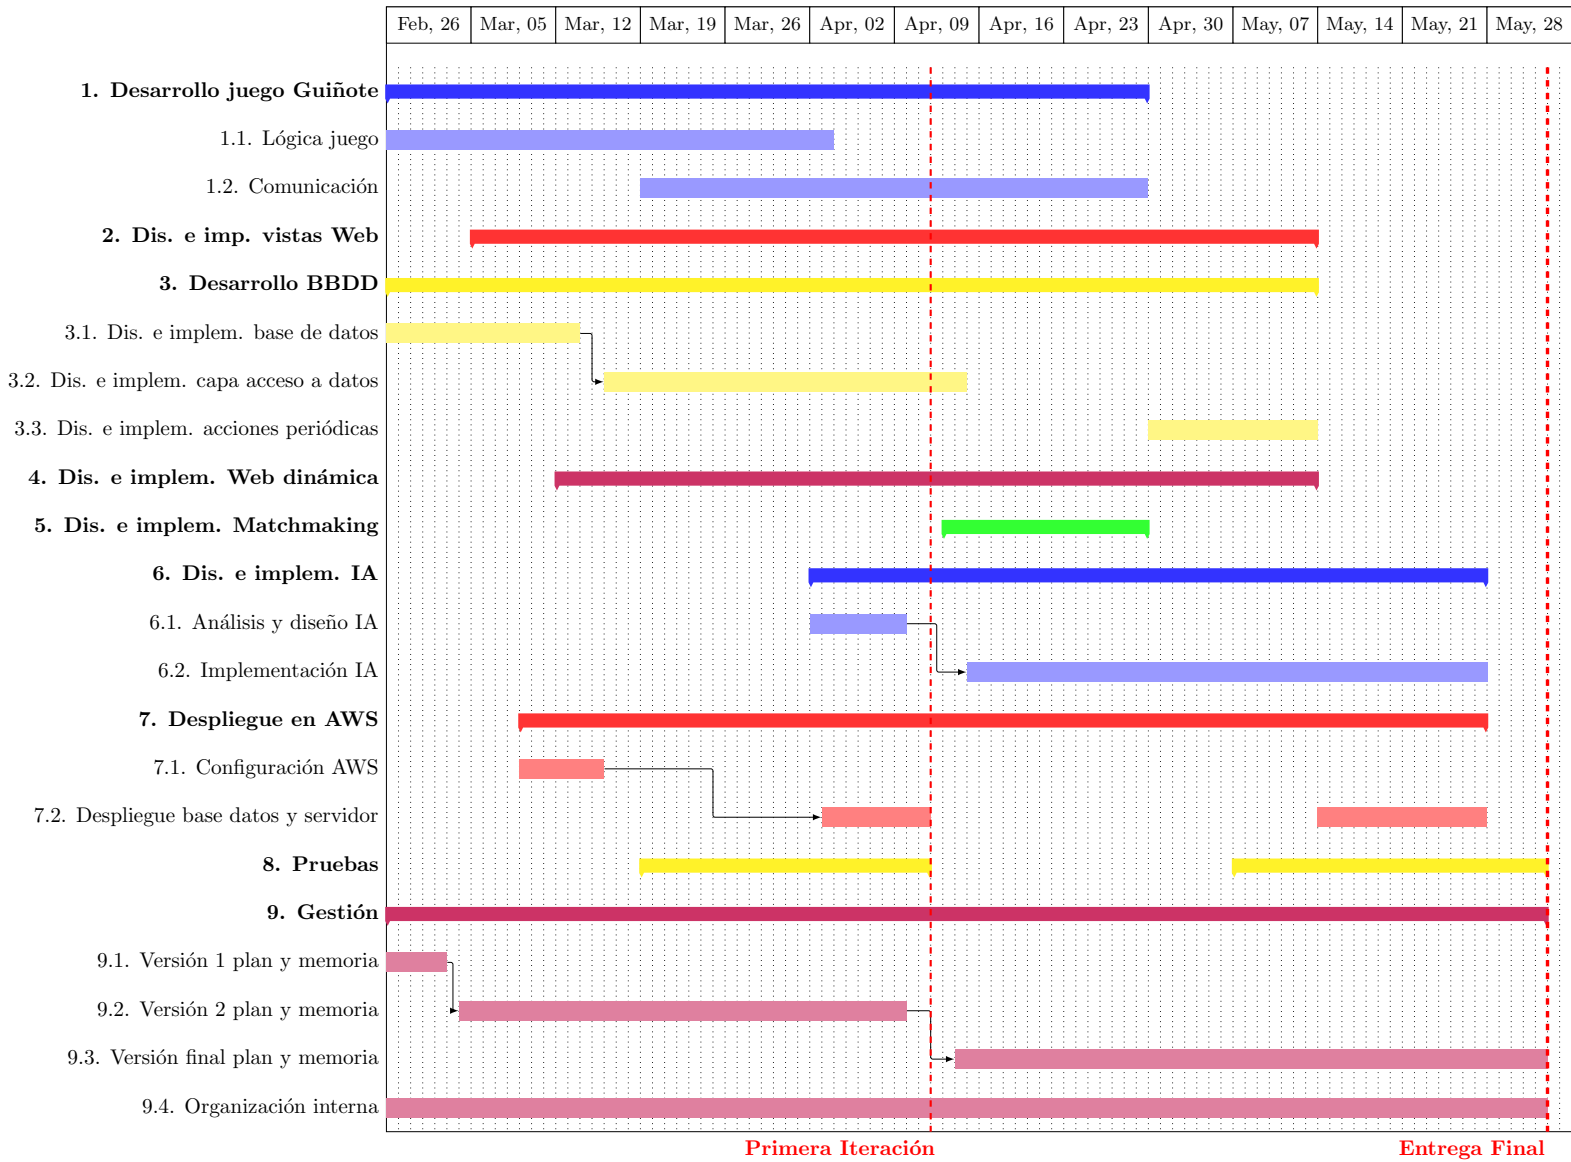 Feb, 26 Mar, 05 Mar, 12 Mar, 19 Mar, 26 Apr, 02 Apr, 09 Apr, 16 Apr, 23 Apr, 30 May, 07 May, 14 May, 21 May, 28
1. Desarrollo juego Guiñote
1.1. Lógica juego
1.2. Comunicación
2. Dis. e imp. vistas Web
3. Desarrollo BBDD
3.1. Dis. e implem. base de datos
3.2. Dis. e implem. capa acceso a datos
3.3. Dis. e implem. acciones periódicas
4. Dis. e implem. Web dinámica
5. Dis. e implem. Matchmaking
6. Dis. e implem. IA
6.1. Análisis y diseño IA
6.2. Implementación IA
7. Despliegue en AWS
7.1. Configuración AWS
7.2. Despliegue base datos y servidor
8. Pruebas
9. Gestión
9.1. Versión 1 plan y memoria
9.2. Versión 2 plan y memoria
9.3. Versión final plan y memoria
9.4. Organización interna
Primera Iteración Entrega Final